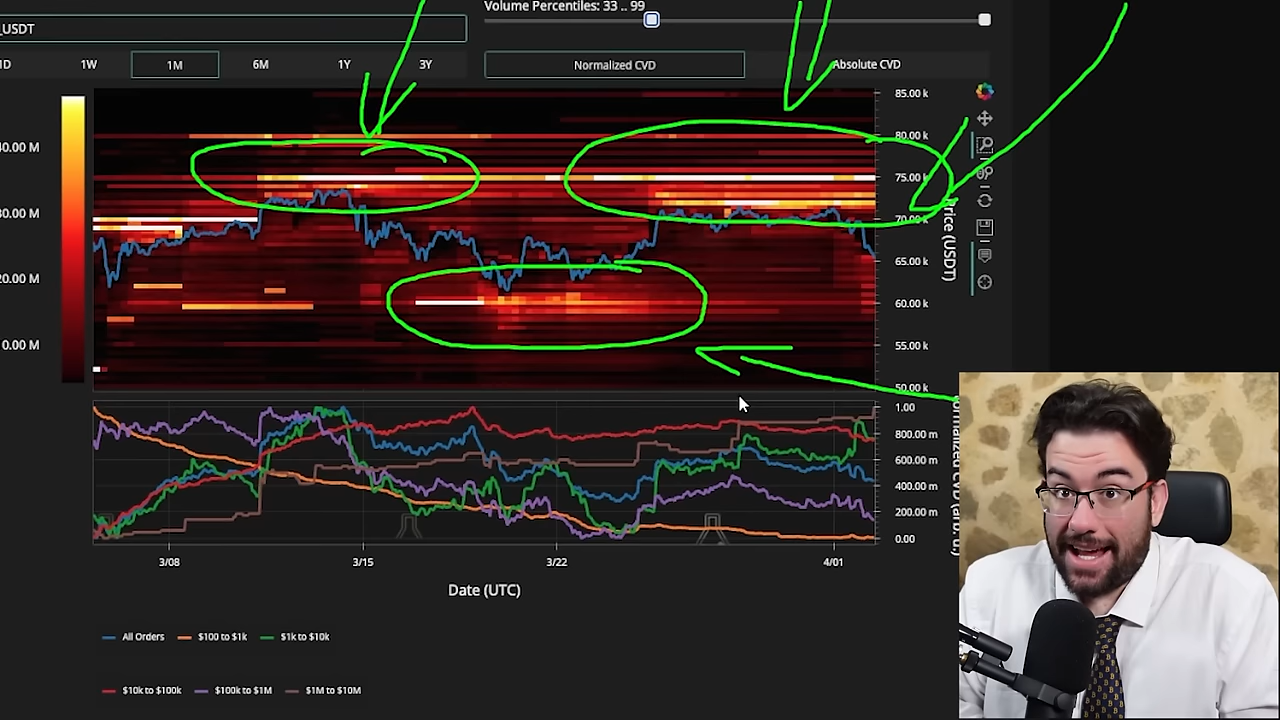 Volume Percentiles: 33 .. 99
_USDT
1D
1W
1M
6M
1Y
3Y
Normalized CVD
Absolute CVD
40.00 M
30.00 M
20.00 M
0.00 M
85.00 k
80.00 k
75.00 k
70.00 k
65.00 k
60.00 k
55.00 k
50.00 k
Price (USDT)
1.00
800.00 m
600.00 m
400.00 m
200.00 m
0.00
3/08
3/15
3/22
4/01
Date (UTC)
All Orders
$100 to $1k
$1k to $10k
$10k to $100k
$100k to $1M
$1M to $10M